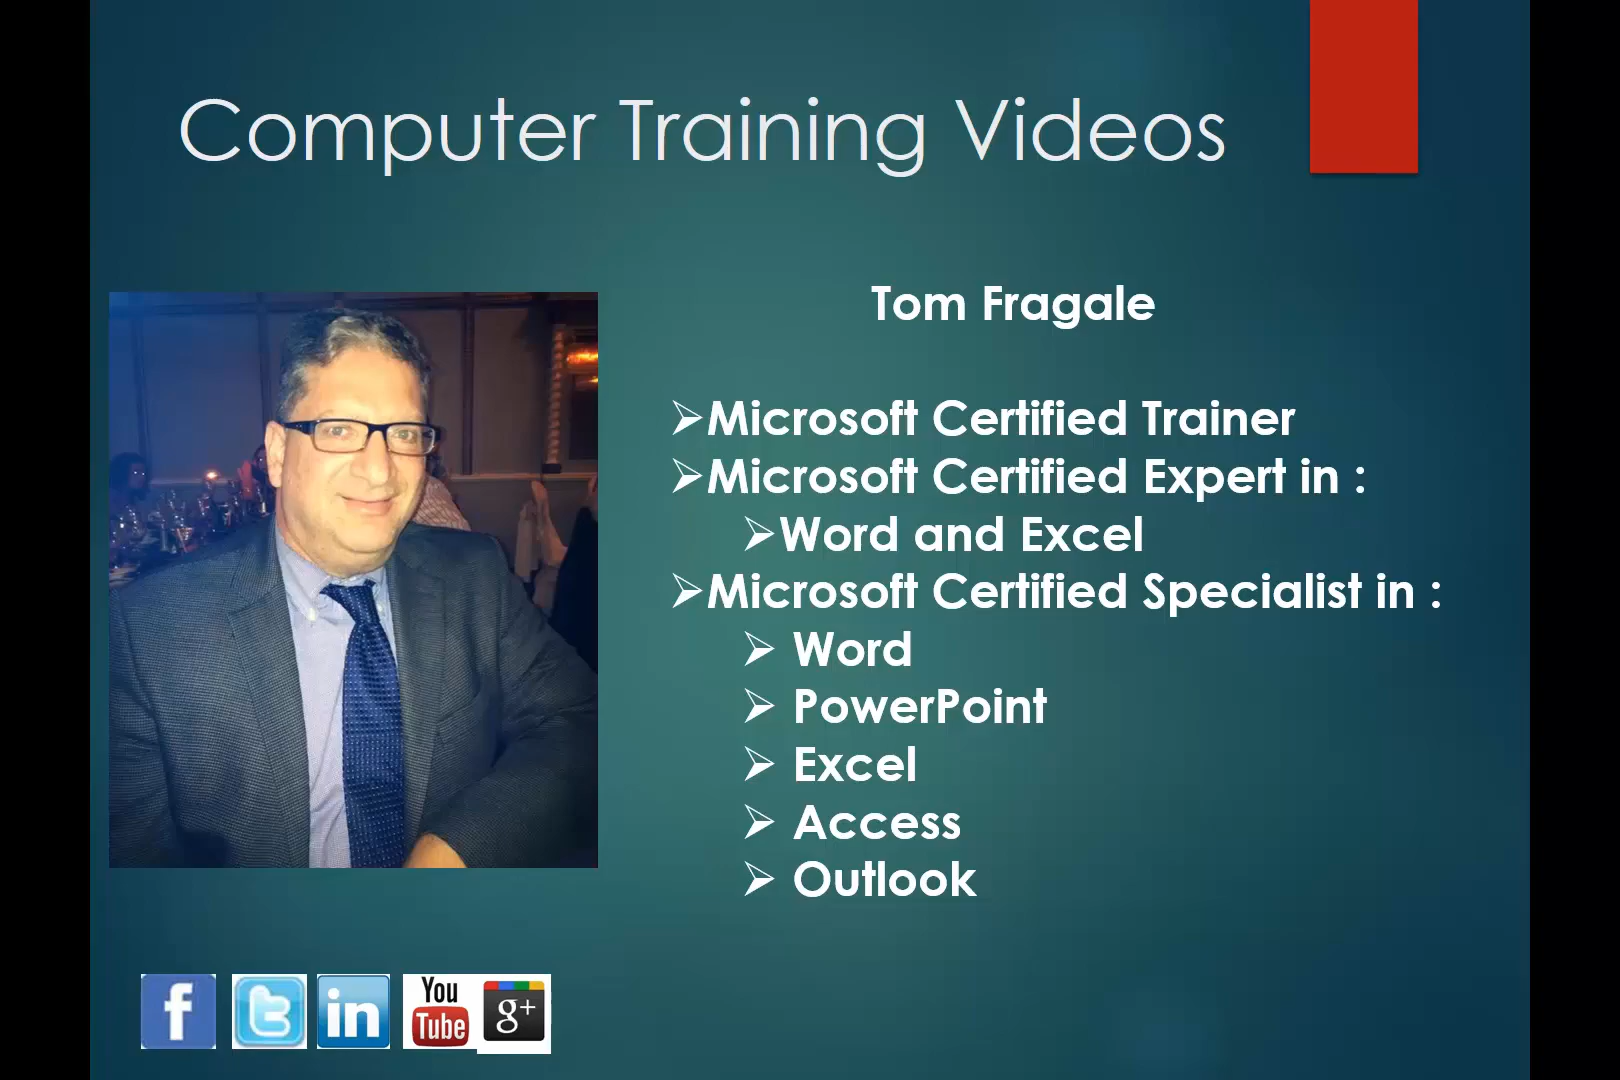 Computer Training Videos
Tom Fragale
➢Microsoft Certified Trainer
➢Microsoft Certified Expert in :
➢Word and Excel
➢Microsoft Certified Specialist in :
➢ Word
➢ PowerPoint
➢ Excel
➢ Access
➢ Outlook
f
t
in
You
Tube
g+